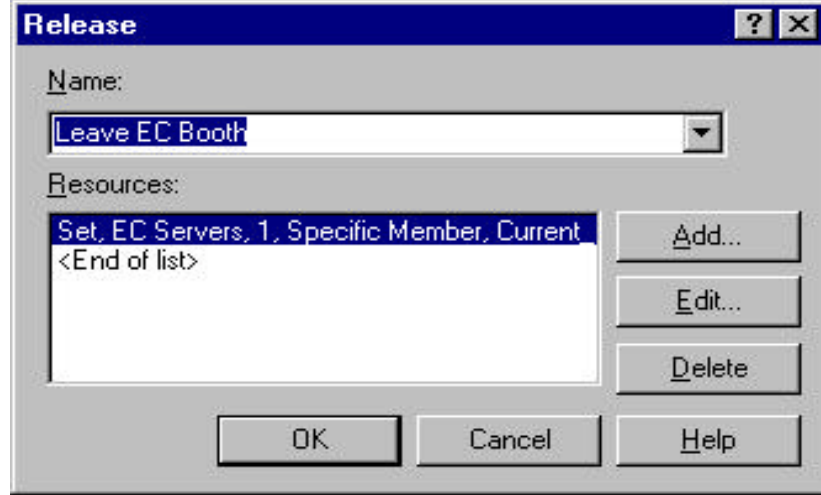 Release
Name:
Leave EC Booth
Resources:
Set, EC Servers, 1, Specific Member, Current
<End of list>
Add...
Edit...
Delete
OK
Cancel
Help